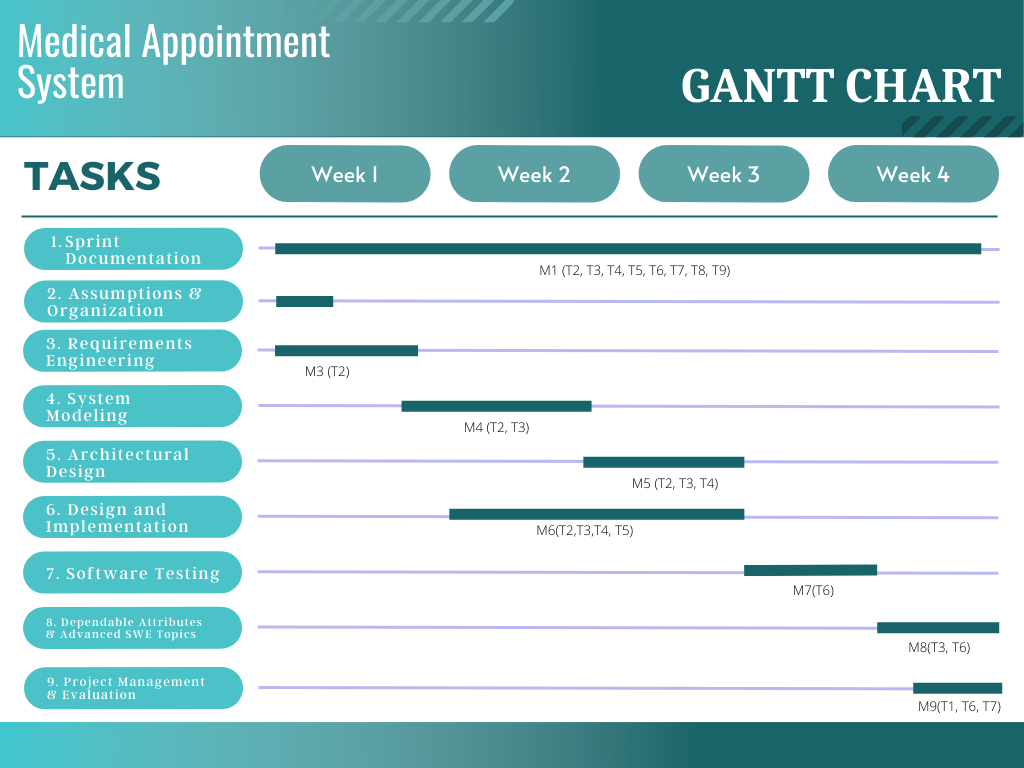 Medical Appointment
System
GANTT CHART
TASKS
Week 1
Week 2
Week 3
Week 4
1. Sprint
Documentation
M1 (T2, T3, T4, T5, T6, T7, T8, T9)
2. Assumptions &
Organization
3. Requirements
Engineering
M3 (T2)
4. System
Modeling
M4 (T2, T3)
5. Architectural
Design
M5 (T2, T3, T4)
6. Design and
Implementation
M6(T2,T3,T4, T5)
7. Software Testing
M7(T6)
8. Dependable Attributes
& Advanced SWE Topics
M8(T3, T6)
9. Project Management
& Evaluation
M9(T1, T6, T7)